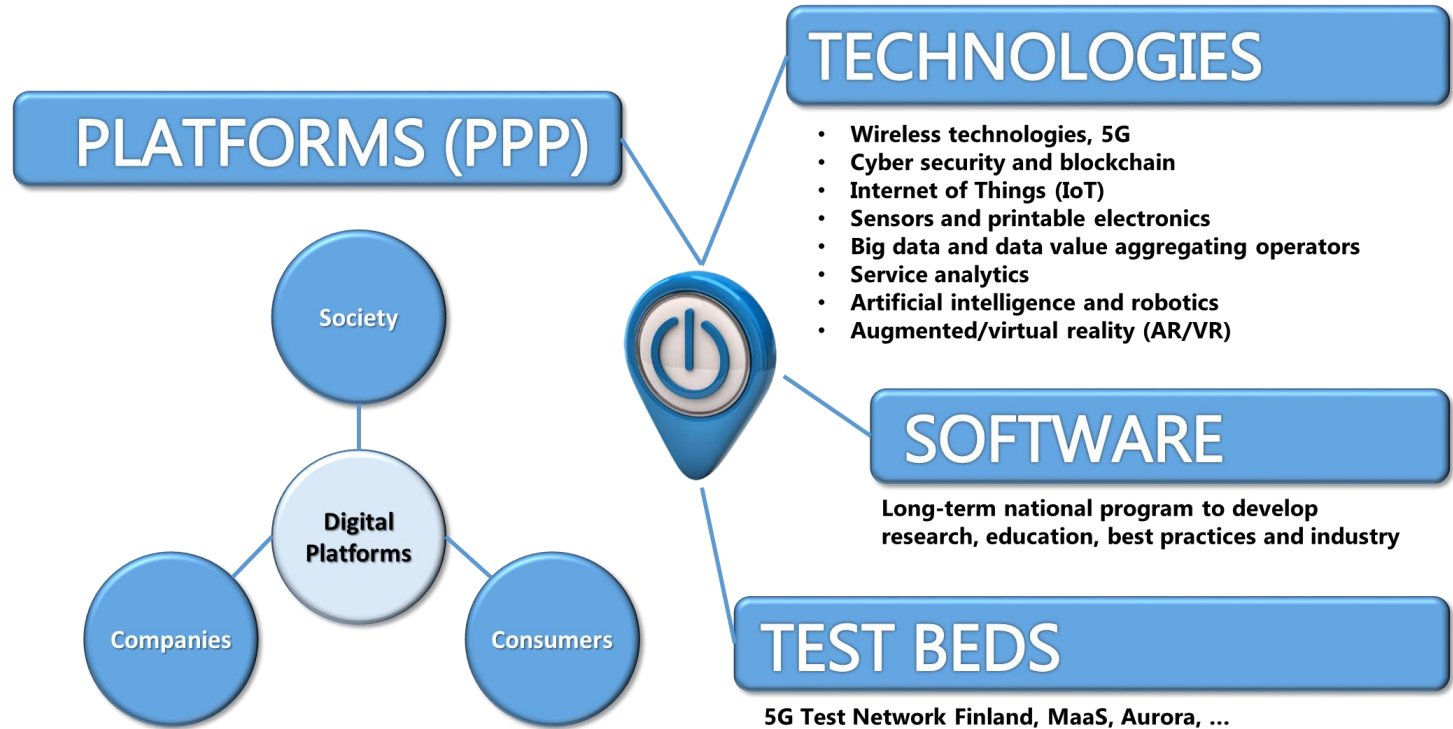 PLATFORMS (PPP)
Society
Digital
Platforms
Companies
Consumers
TECHNOLOGIES
• Wireless technologies, 5G
• Cyber security and blockchain
• Internet of Things (IoT)
• Sensors and printable electronics
• Big data and data value aggregating operators
• Service analytics
• Artificial intelligence and robotics
• Augmented/virtual reality (AR/VR)
SOFTWARE
Long-term national program to develop
research, education, best practices and industry
TEST BEDS
5G Test Network Finland, MaaS, Aurora, ...